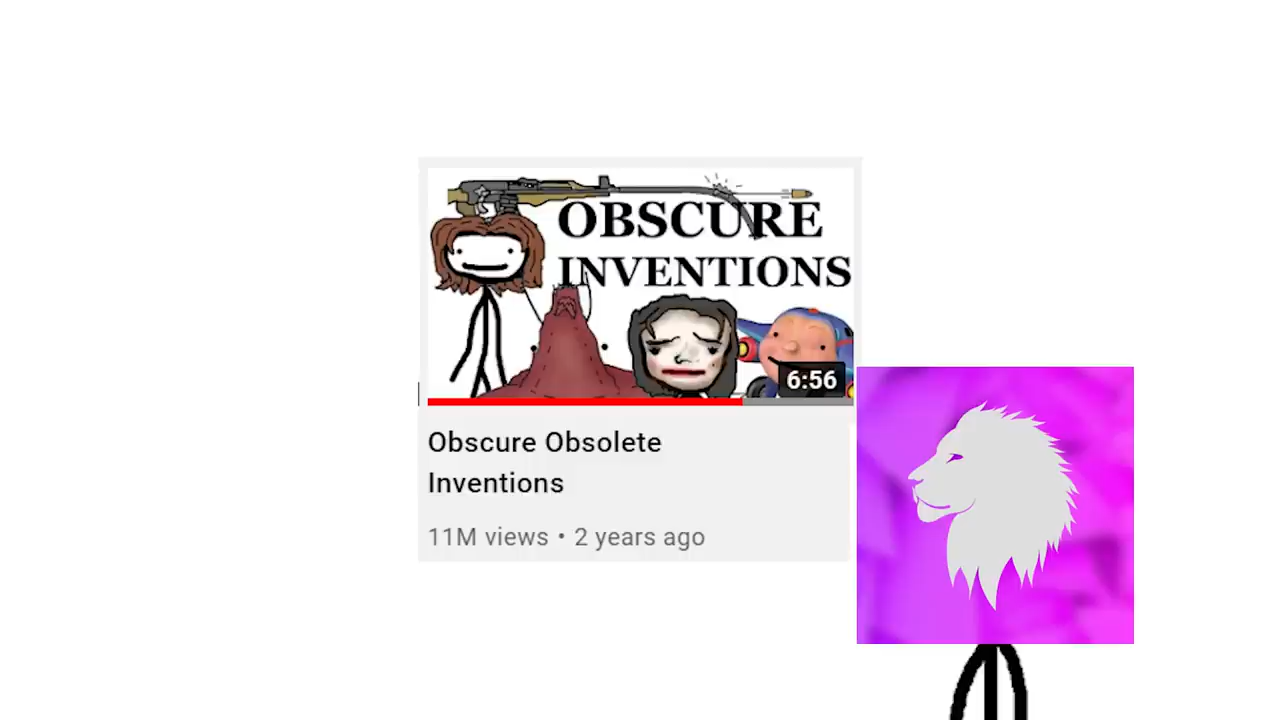 OBSCURE
INVENTIONS
6:56
Obscure Obsolete
Inventions
11M views • 2 years ago